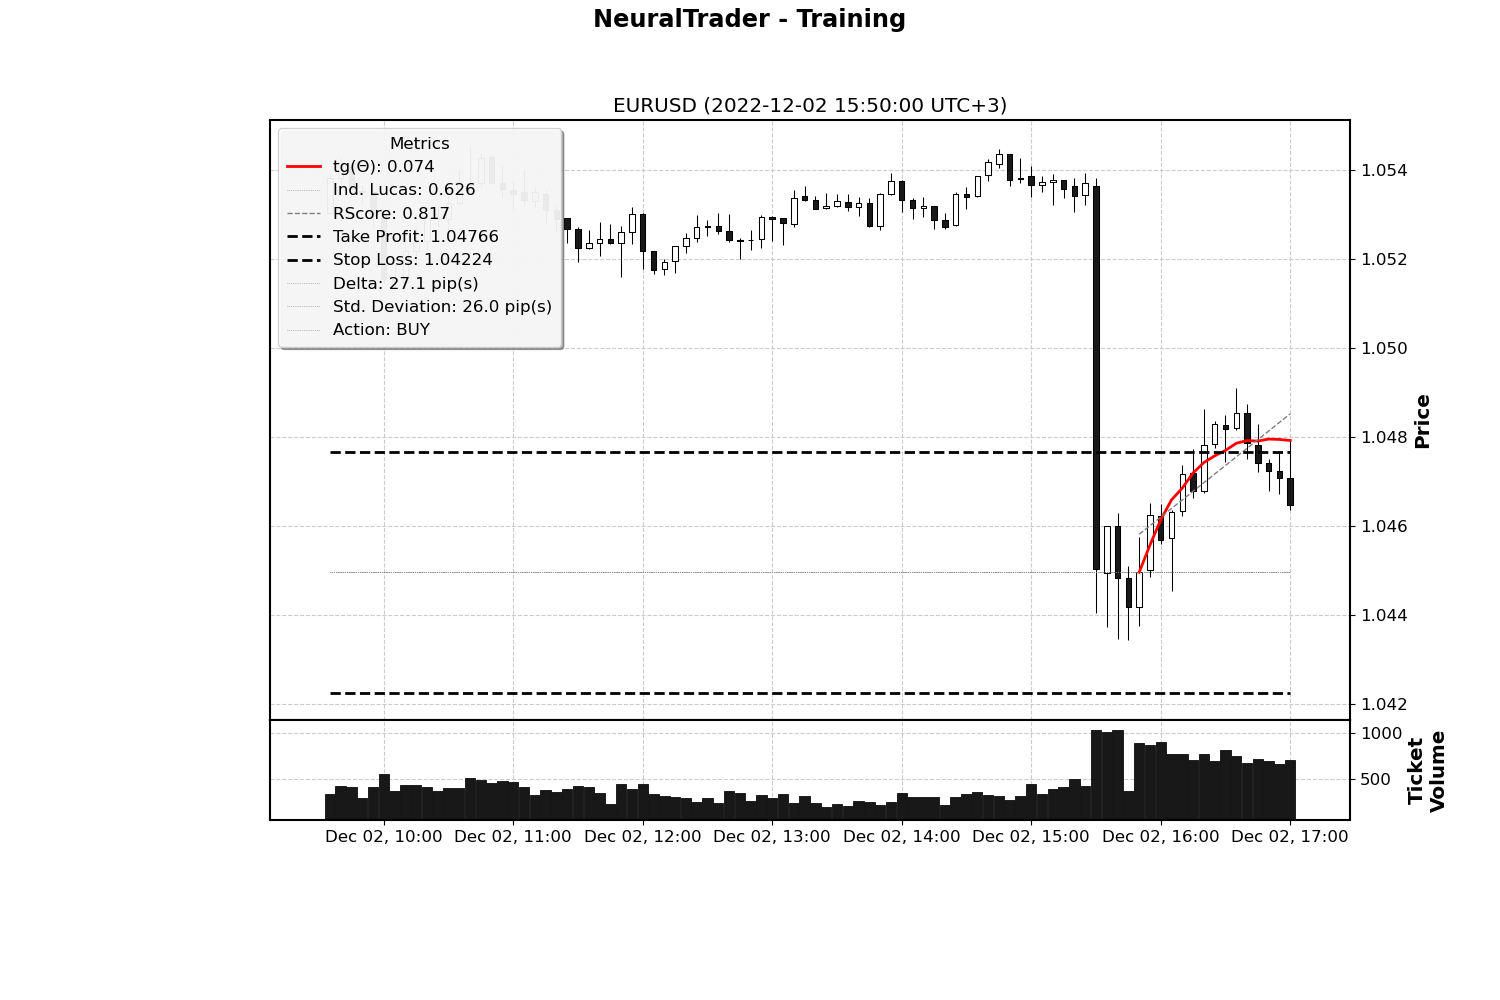 NeuralTrader - Training
EURUSD (2022-12-02 15:50:00 UTC+3)
Metrics
tg(Θ): 0.074
Ind. Lucas: 0.626
RScore: 0.817
Take Profit: 1.04766
Stop Loss: 1.04224
Delta: 27.1 pip(s)
Std. Deviation: 26.0 pip(s)
Action: BUY
1.054
1.052
1.050
1.048
1.046
1.044
1.042
Price
1000
500
Ticket
Volume
Dec 02, 10:00 Dec 02, 11:00 Dec 02, 12:00 Dec 02, 13:00 Dec 02, 14:00 Dec 02, 15:00 Dec 02, 16:00 Dec 02, 17:00